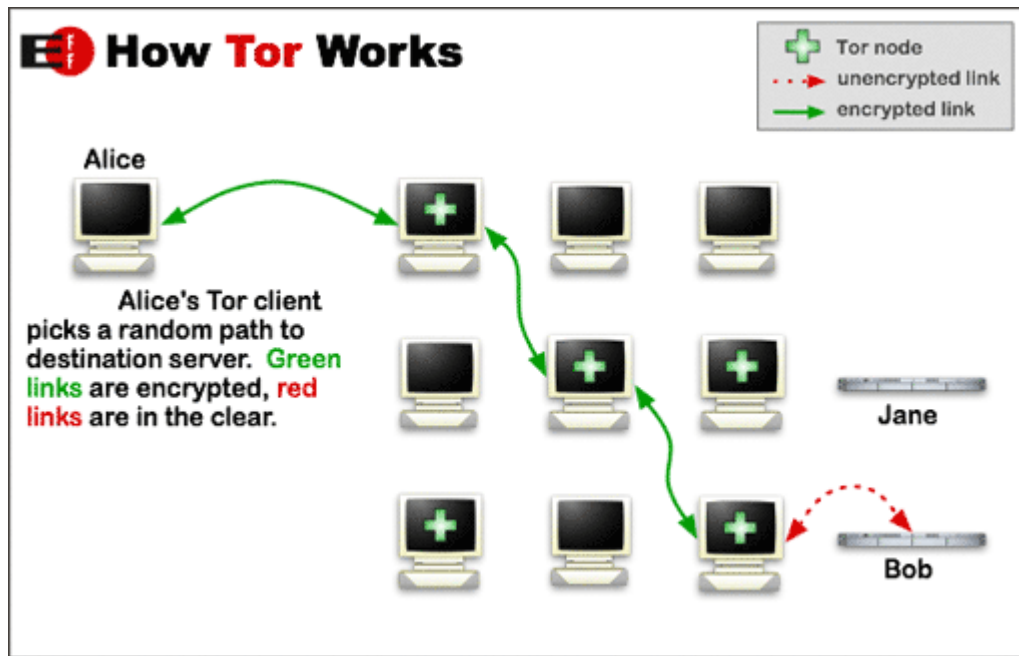 EFF How Tor Works
Tor node
unencrypted link
encrypted link
Alice
Alice's Tor client
picks a random path to
destination server. Green
links are encrypted, red
links are in the clear.
Jane
Bob